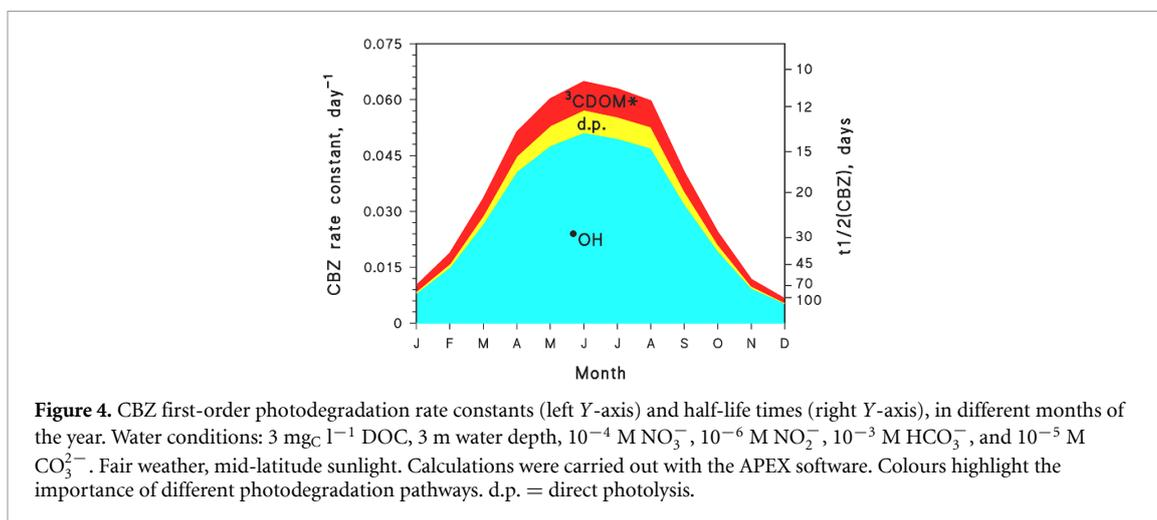 0.075
0.060
0.045
0.030
0.015
0
CBZ rate constant, day⁻¹
³CDOM*
d.p.
•OH
10
12
15
20
30
45
70
100
t1/2(CBZ), days
J F M A M J J A S O N D
Month
Figure 4. CBZ first-order photodegradation rate constants (left Y-axis) and half-life times (right Y-axis), in different months of
the year. Water conditions: 3 mg_C l⁻¹ DOC, 3 m water depth, 10⁻⁴ M NO₃⁻, 10⁻⁶ M NO₂⁻, 10⁻³ M HCO₃⁻, and 10⁻⁵ M
CO₃²⁻. Fair weather, mid-latitude sunlight. Calculations were carried out with the APEX software. Colours highlight the
importance of different photodegradation pathways. d.p. = direct photolysis.